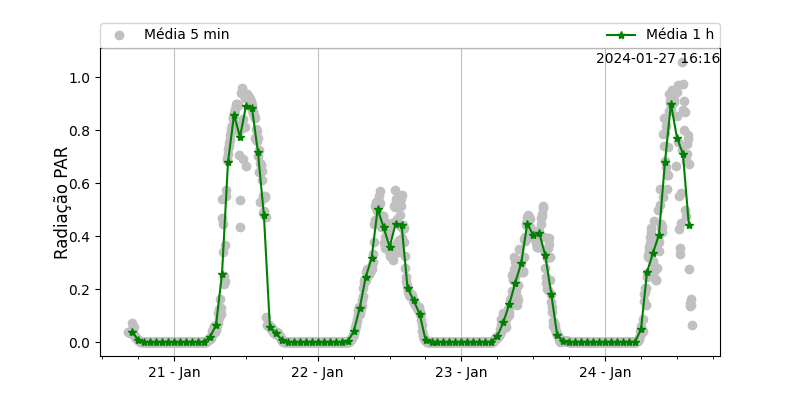 Média 5 min
Média 1 h
2024-01-27 16:16
Radiação PAR
1.0
0.8
0.6
0.4
0.2
0.0
21 - Jan
22 - Jan
23 - Jan
24 - Jan